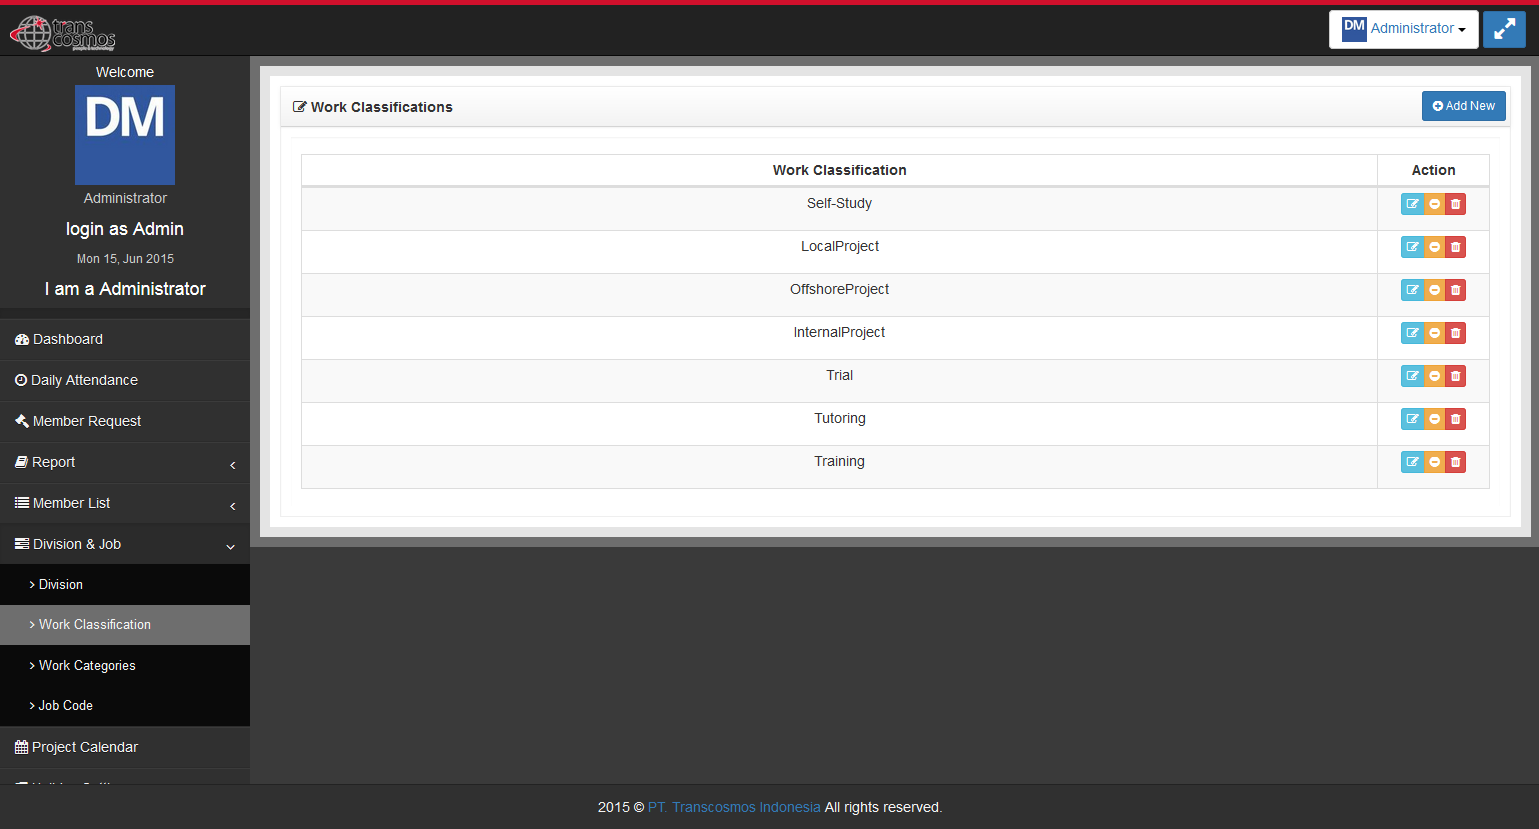 trans
cosmos
people & technology
DM Administrator
Welcome
DM
Administrator
login as Admin
Mon 15, Jun 2015
I am a Administrator
Dashboard
Daily Attendance
Member Request
Report
Member List
Division & Job
Division
Work Classification
Work Categories
Job Code
Project Calendar
Work Classifications
Add New
Work Classification Action
Self-Study
LocalProject
OffshoreProject
InternalProject
Trial
Tutoring
Training
2015 © PT. Transcosmos Indonesia All rights reserved.